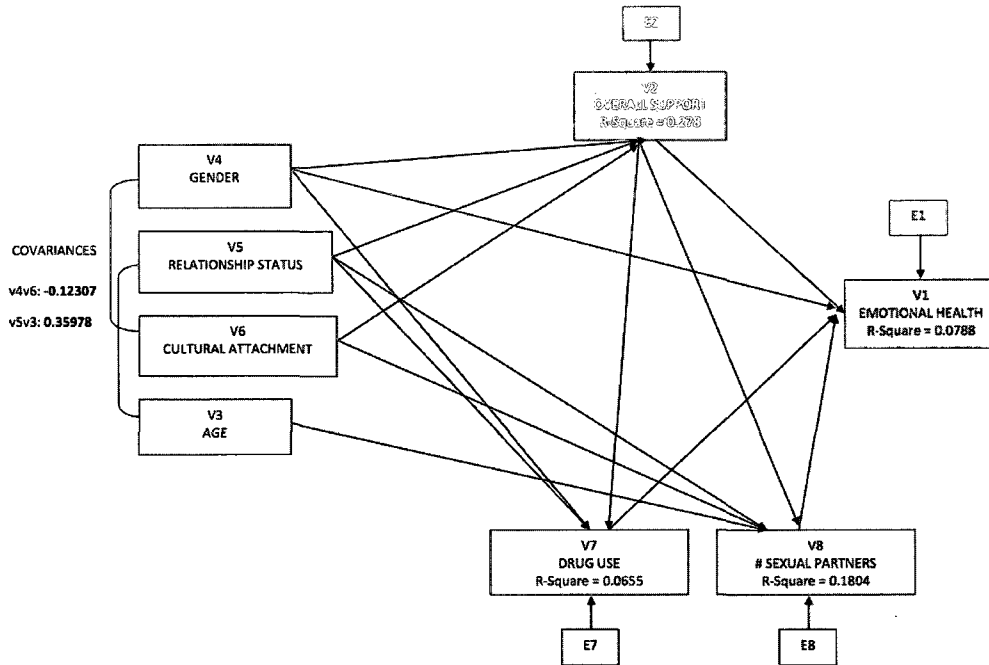 E2
V2
OVERALL SUPPORT
R-Square = 0.278
V4
GENDER
E1
COVARIANCES
V5
RELATIONSHIP STATUS
v4v6: -0.12307
V1
EMOTIONAL HEALTH
R-Square = 0.0788
v5v3: 0.35978
V6
CULTURAL ATTACHMENT
V3
AGE
V7
DRUG USE
R-Square = 0.0655
V8
# SEXUAL PARTNERS
R-Square = 0.1804
E7
E8